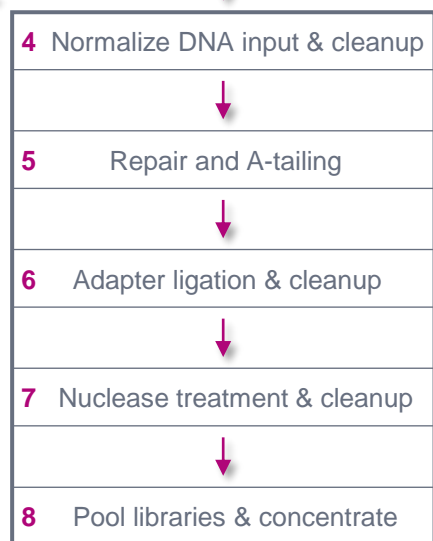 4 Normalize DNA input & cleanup
5 Repair and A-tailing
6 Adapter ligation & cleanup
7 Nuclease treatment & cleanup
8 Pool libraries & concentrate